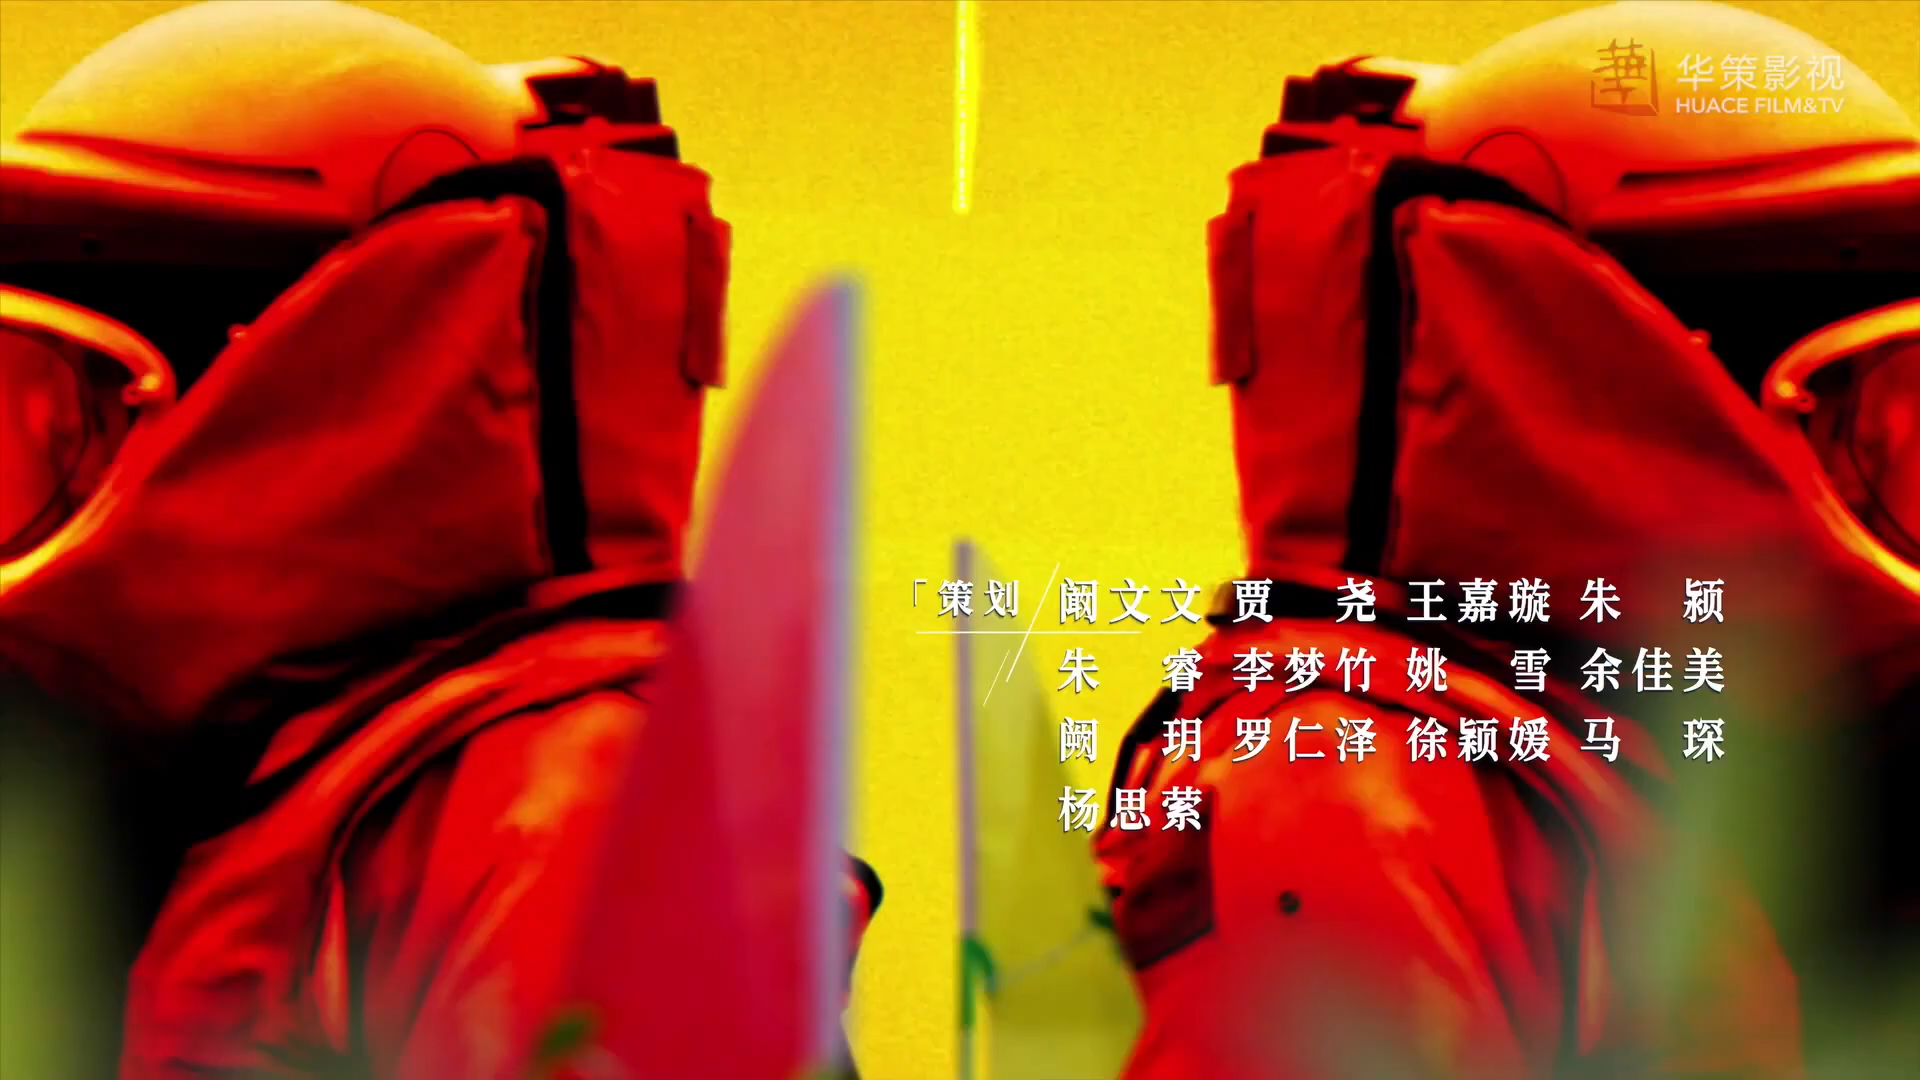 华策影视
HUACE FILM&TV
「策划 阚文文 贾尧 王嘉璇 朱颍
朱睿 李梦竹 姚雪 余佳美
阙玥 罗仁泽 徐颖媛 马琛
杨思萦